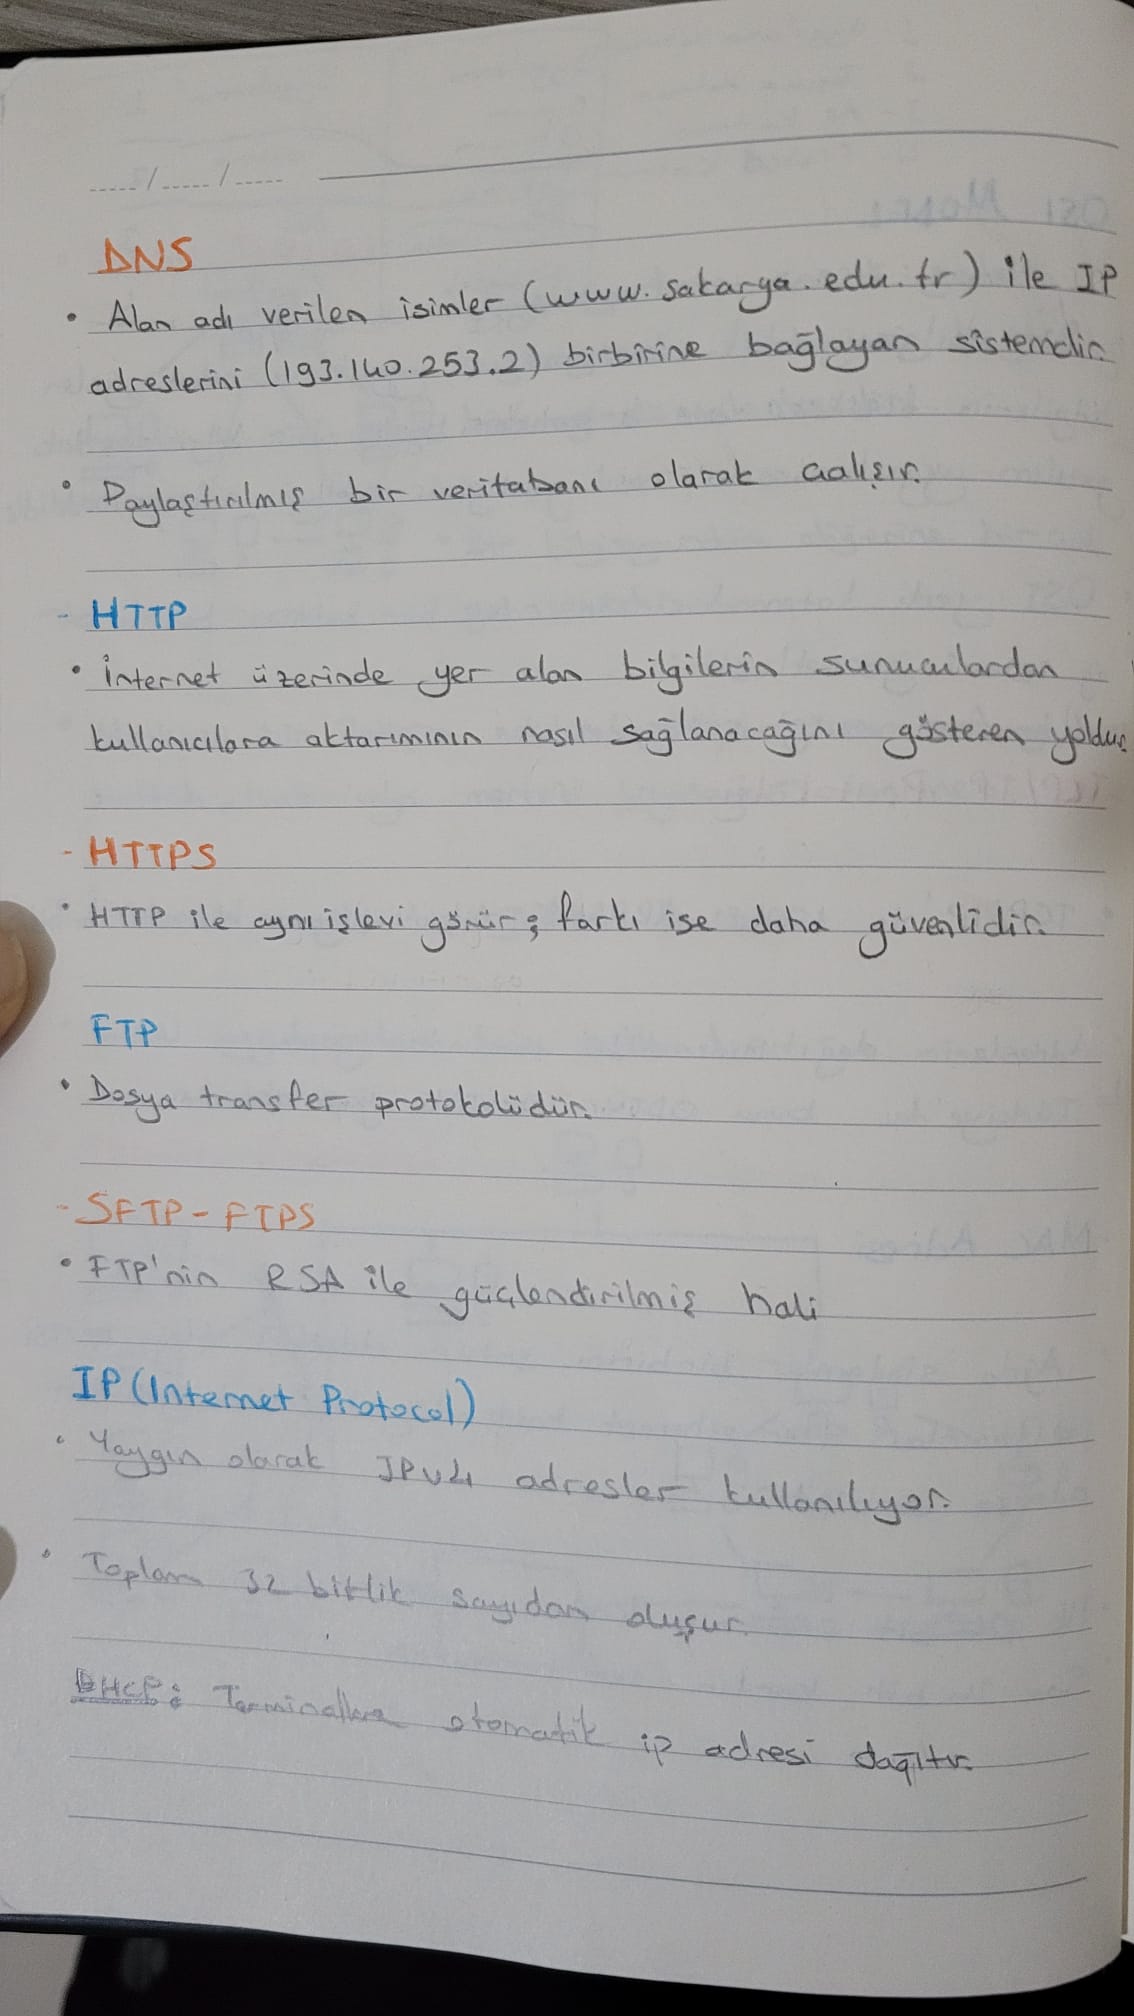 ...../...../.....
DNS
• Alan adı verilen isimler (www.sakarya.edu.tr) ile IP
adreslerini (193.140.253.2) birbirine bağlayan sistemdir.
• Paylaştırılmış bir veritabanı olarak çalışır.
- HTTP
• İnternet üzerinde yer alan bilgilerin sunuculardan
kullanıcılara aktarımının nasıl sağlanacağını gösteren yoldur.
- HTTPS
• HTTP ile aynı işlevi görür; farkı ise daha güvenlidir.
FTP
• Dosya transfer protokolüdür.
- SFTP - FTPS
• FTP'nin RSA ile güçlendirilmiş hali
IP (Internet Protocol)
• Yaygın olarak IPv4 adresler kullanılıyor.
• Toplam 32 bitlik sayıdan oluşur.
DHCP: Terminallere otomatik ip adresi dağıtır.